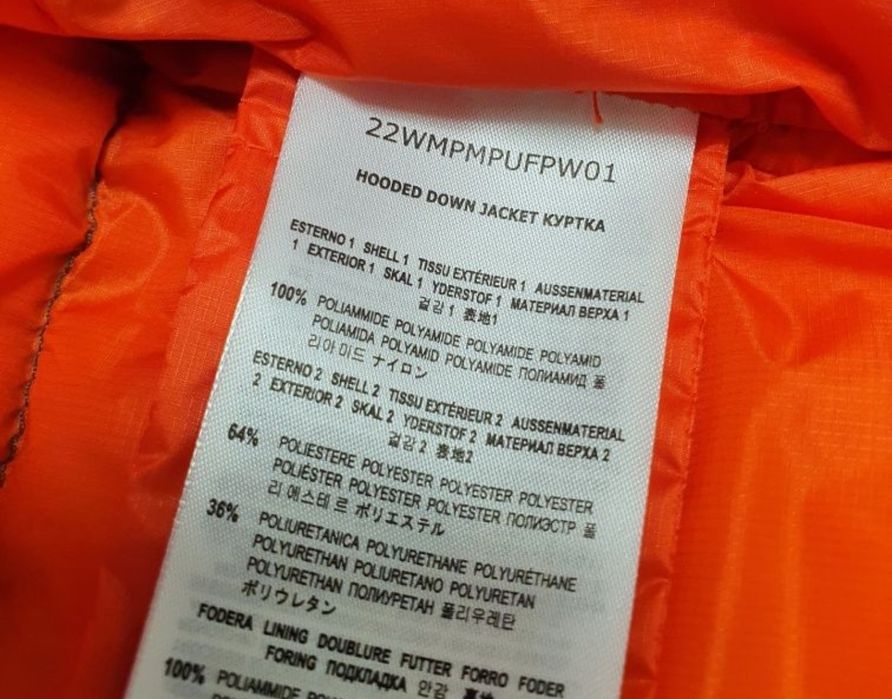 22WMPMPUFPW01
HOODED DOWN JACKET КУРТКА
ESTERNO 1 SHELL 1 TISSU EXTÉRIEUR 1 AUSSENMATERIAL
1 EXTERIOR 1 SKAL 1 YDERSTOF 1 МАТЕРИАЛ ВЕРХА 1
겉감 1 表地1
100% POLIAMMIDE POLYAMIDE POLYAMIDE POLYAMID
POLIAMIDA POLYAMID POLYAMIDE ПОЛИАМИД 폴
리아미드 ナイロン
ESTERNO 2 SHELL 2 TISSU EXTÉRIEUR 2 AUSSENMATERIAL
2 EXTERIOR 2 SKAL 2 YDERSTOF 2 МАТЕРИАЛ ВЕРХА 2
겉감 2 表地2
64% POLIESTERE POLYESTER POLYESTER POLYESTER
POLIÉSTER POLYESTER POLYESTER ПОЛИЭСТР 폴
리에스테르 ポリエステル
36% POLIURETANICA POLYURETHANE POLYURÉTHANE
POLYURETHAN POLIURETANO POLYURETAN
POLYURETHAN ПОЛИУРЕТАН 폴리우레탄
ポリウレタン
FODERA LINING DOUBLURE FUTTER FORRO FODER
FORING ПОДКЛАДКА 안감
100% POLIAMMIDE